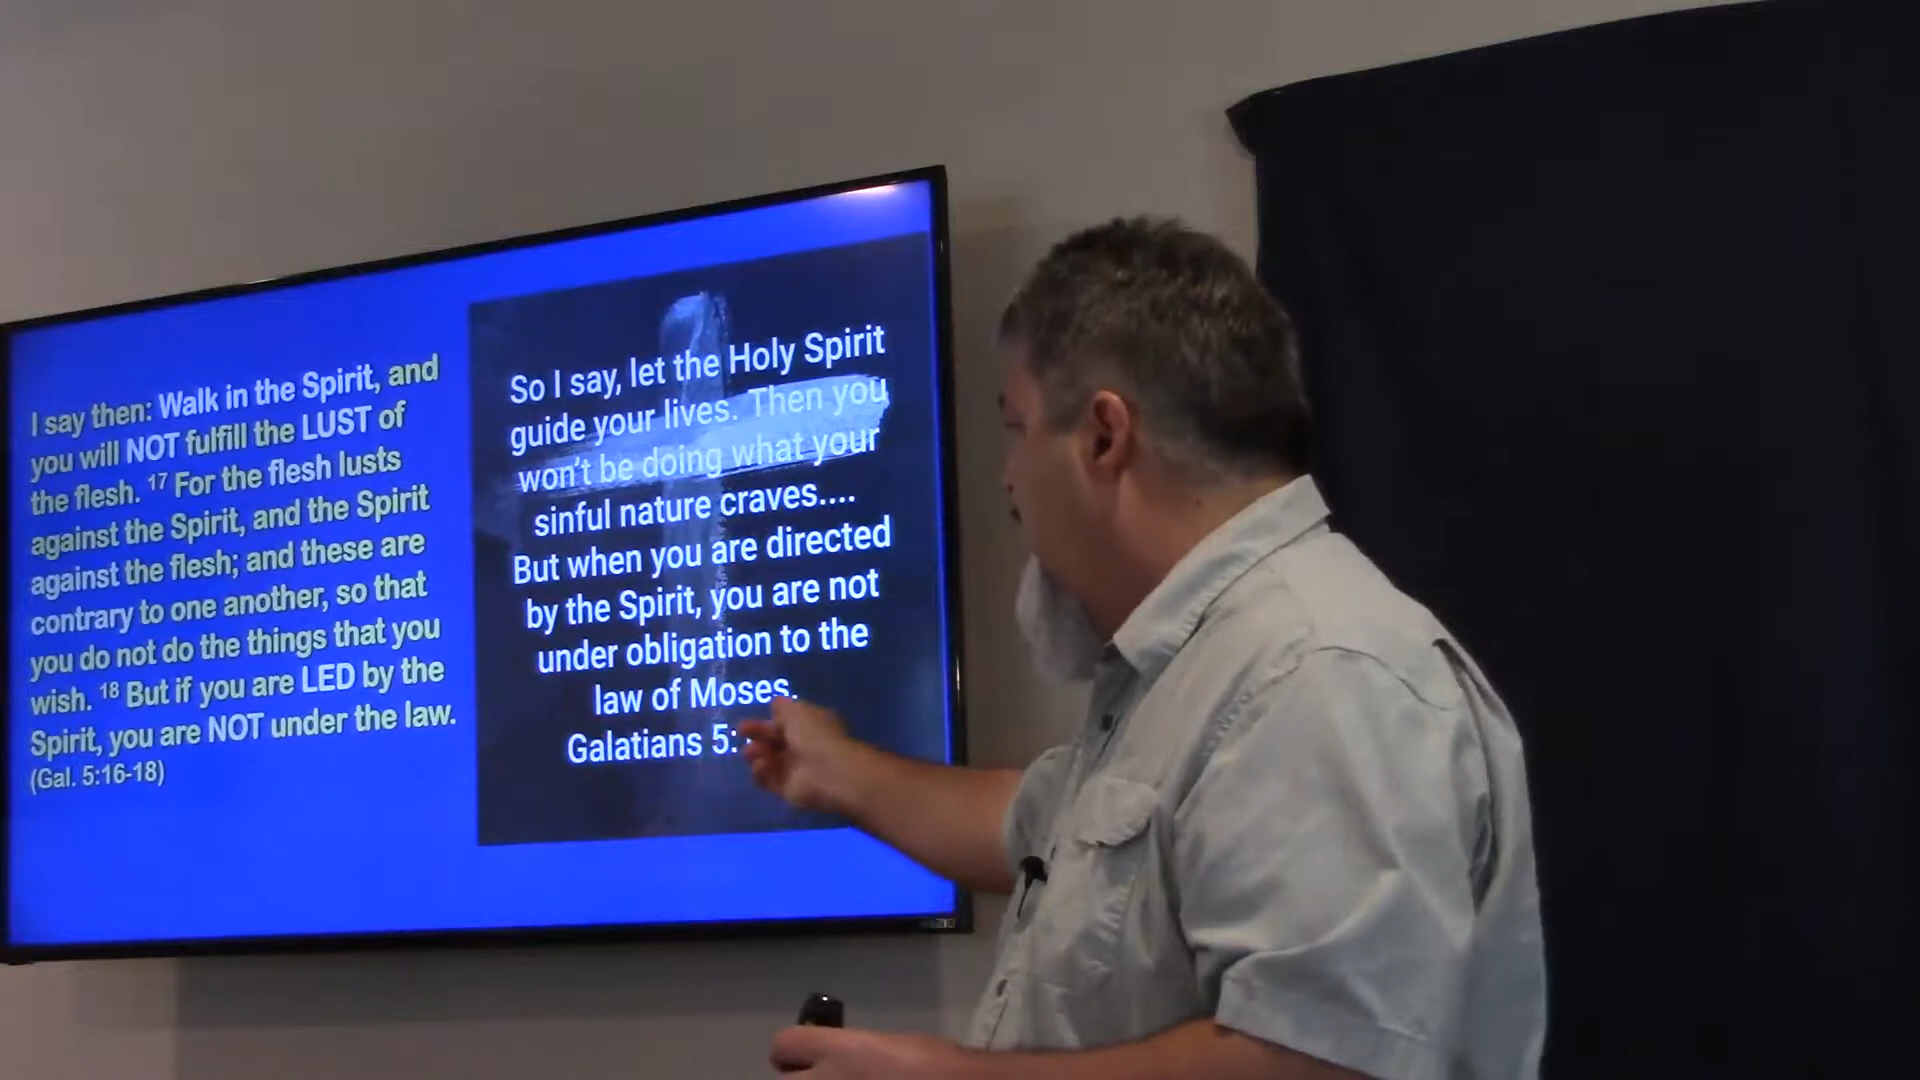 I say then: Walk in the Spirit, and
you will NOT fulfill the LUST of
the flesh. 17 For the flesh lusts
against the Spirit, and the Spirit
against the flesh; and these are
contrary to one another, so that
you do not do the things that you
wish. 18 But if you are LED by the
Spirit, you are NOT under the law.
(Gal. 5:16-18)
So I say, let the Holy Spirit
guide your lives. Then you
won't be doing what your
sinful nature craves....
But when you are directed
by the Spirit, you are not
under obligation to the
law of Moses.
Galatians 5: